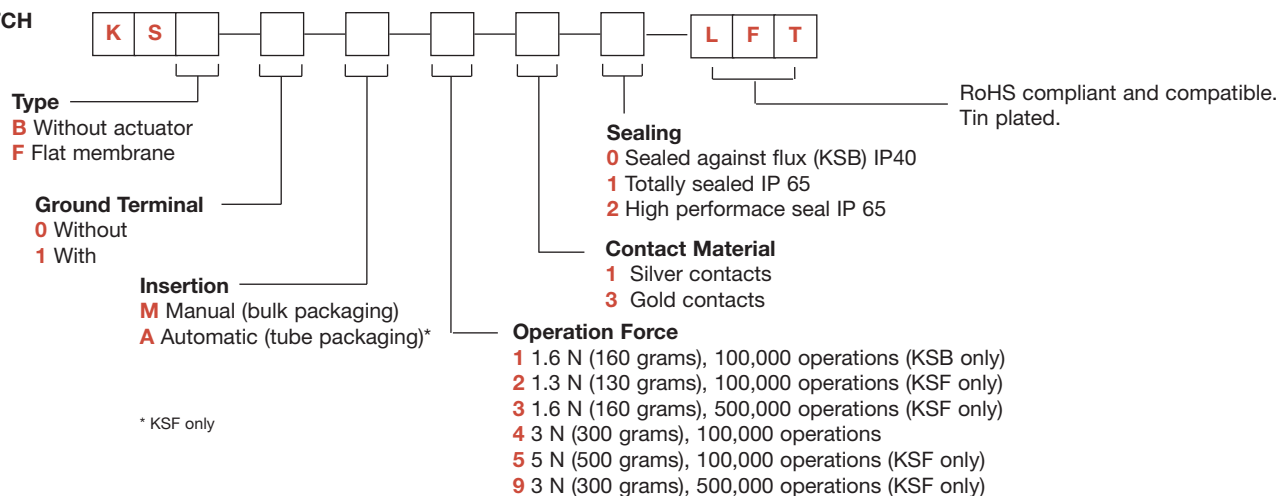 TCH
K S L F T
Type
B Without actuator
F Flat membrane
Ground Terminal
0 Without
1 With
Insertion
M Manual (bulk packaging)
A Automatic (tube packaging)*
* KSF only
Operation Force
1 1.6 N (160 grams), 100,000 operations (KSB only)
2 1.3 N (130 grams), 100,000 operations (KSF only)
3 1.6 N (160 grams), 500,000 operations (KSF only)
4 3 N (300 grams), 100,000 operations
5 5 N (500 grams), 100,000 operations (KSF only)
9 3 N (300 grams), 500,000 operations (KSF only)
Contact Material
1 Silver contacts
3 Gold contacts
Sealing
0 Sealed against flux (KSB) IP40
1 Totally sealed IP 65
2 High performace seal IP 65
RoHS compliant and compatible.
Tin plated.